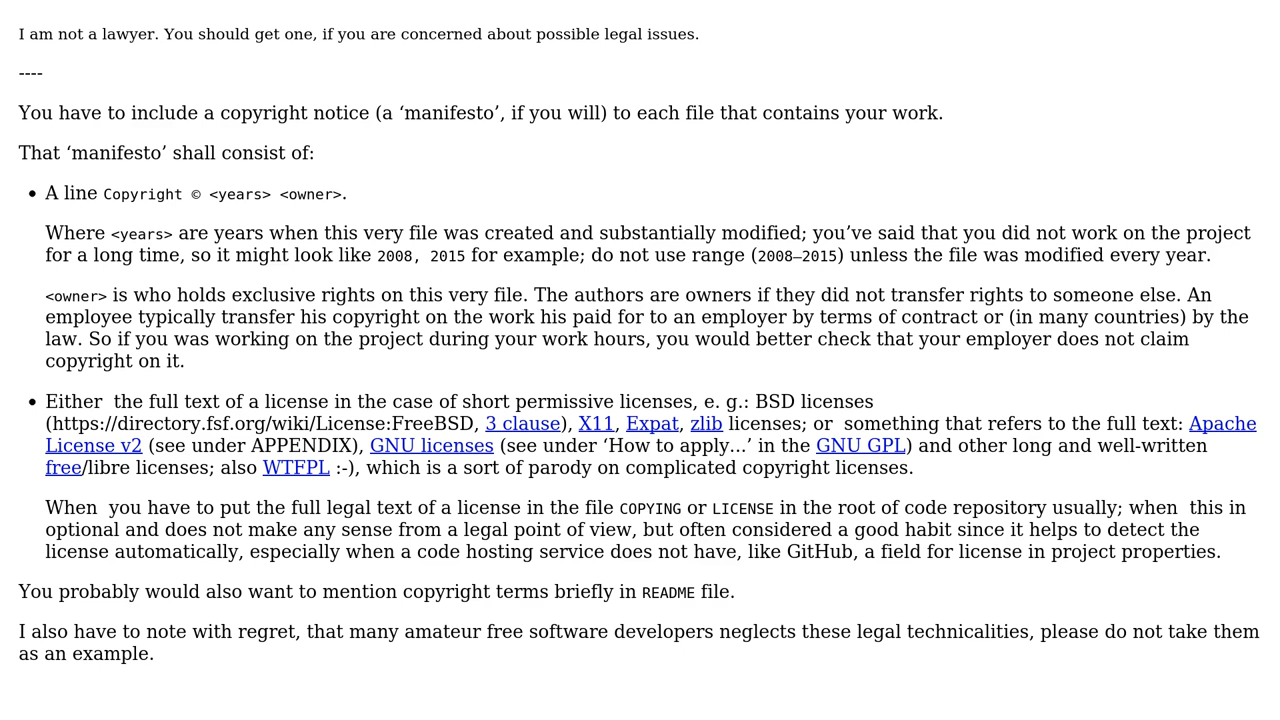 I am not a lawyer. You should get one, if you are concerned about possible legal issues.
----
You have to include a copyright notice (a ‘manifesto’, if you will) to each file that contains your work.
That ‘manifesto’ shall consist of:
• A line Copyright © <years> <owner>.
Where <years> are years when this very file was created and substantially modified; you’ve said that you did not work on the project
for a long time, so it might look like 2008, 2015 for example; do not use range (2008–2015) unless the file was modified every year.
<owner> is who holds exclusive rights on this very file. The authors are owners if they did not transfer rights to someone else. An
employee typically transfer his copyright on the work his paid for to an employer by terms of contract or (in many countries) by the
law. So if you was working on the project during your work hours, you would better check that your employer does not claim
copyright on it.
• Either  the full text of a license in the case of short permissive licenses, e. g.: BSD licenses
(https://directory.fsf.org/wiki/License:FreeBSD, 3 clause), X11, Expat, zlib licenses; or  something that refers to the full text: Apache
License v2 (see under APPENDIX), GNU licenses (see under ‘How to apply…’ in the GNU GPL) and other long and well-written
free/libre licenses; also WTFPL :-), which is a sort of parody on complicated copyright licenses.
When  you have to put the full legal text of a license in the file COPYING or LICENSE in the root of code repository usually; when  this in
optional and does not make any sense from a legal point of view, but often considered a good habit since it helps to detect the
license automatically, especially when a code hosting service does not have, like GitHub, a field for license in project properties.
You probably would also want to mention copyright terms briefly in README file.
I also have to note with regret, that many amateur free software developers neglects these legal technicalities, please do not take them
as an example.